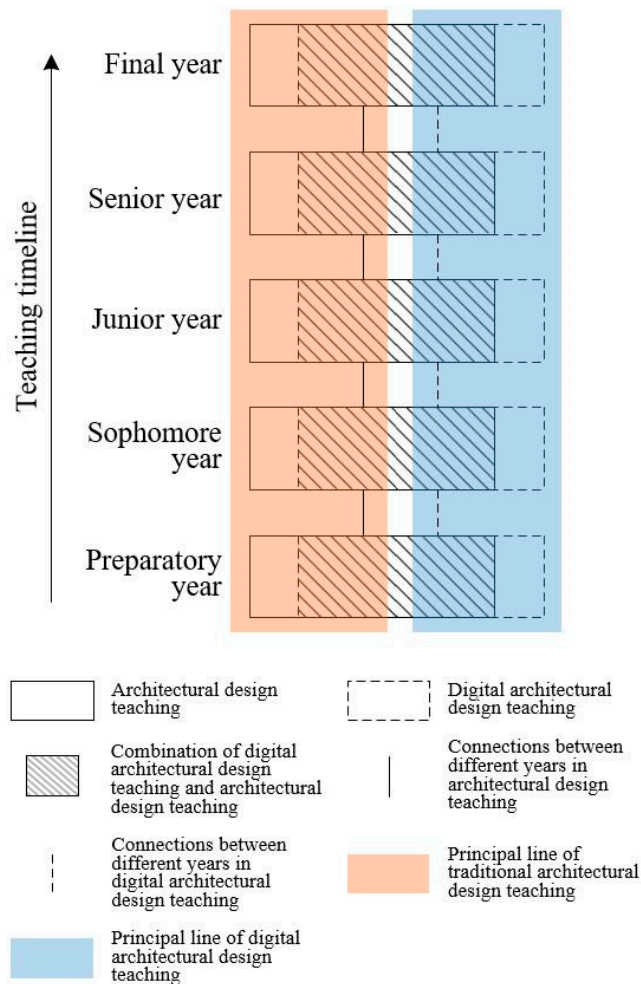 Final year
Senior year
Junior year
Sophomore
year
Preparatory
year
Teaching timeline
Architectural design
teaching
Digital architectural
design teaching
Combination of digital
architectural design
teaching and architectural
design teaching
Connections between
different years in
architectural design
teaching
Connections between
different years in
digital architectural
design teaching
Principal line of
traditional architectural
design teaching
Principal line of digital
architectural design
teaching